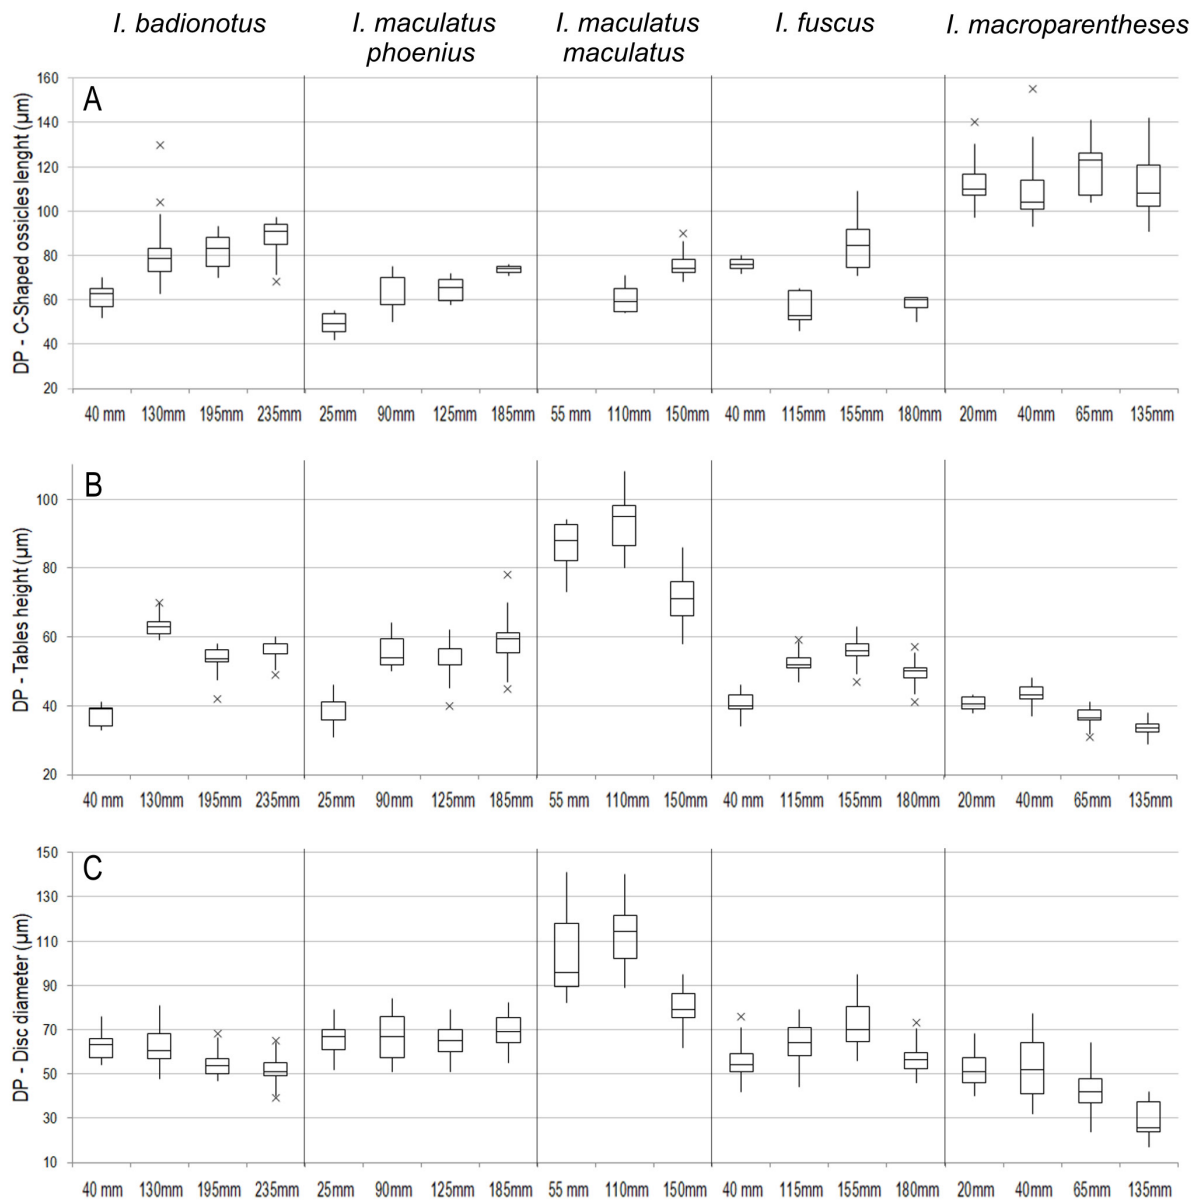 I. badionotus
I. maculatus
phoenius
I. maculatus
maculatus
I. fuscus
I. macroparentheses
A
DP - C-Shaped ossicles lenght (µm)
160
140
120
100
80
60
40
20
40 mm 130mm 195mm 235mm 25mm 90mm 125mm 185mm 55 mm 110mm 150mm 40 mm 115mm 155mm 180mm 20mm 40mm 65mm 135mm
B
DP - Tables height (µm)
100
80
60
40
20
40 mm 130mm 195mm 235mm 25mm 90mm 125mm 185mm 55 mm 110mm 150mm 40 mm 115mm 155mm 180mm 20mm 40mm 65mm 135mm
C
DP - Disc diameter (µm)
150
130
110
90
70
50
30
10
40 mm 130mm 195mm 235mm 25mm 90mm 125mm 185mm 55 mm 110mm 150mm 40 mm 115mm 155mm 180mm 20mm 40mm 65mm 135mm